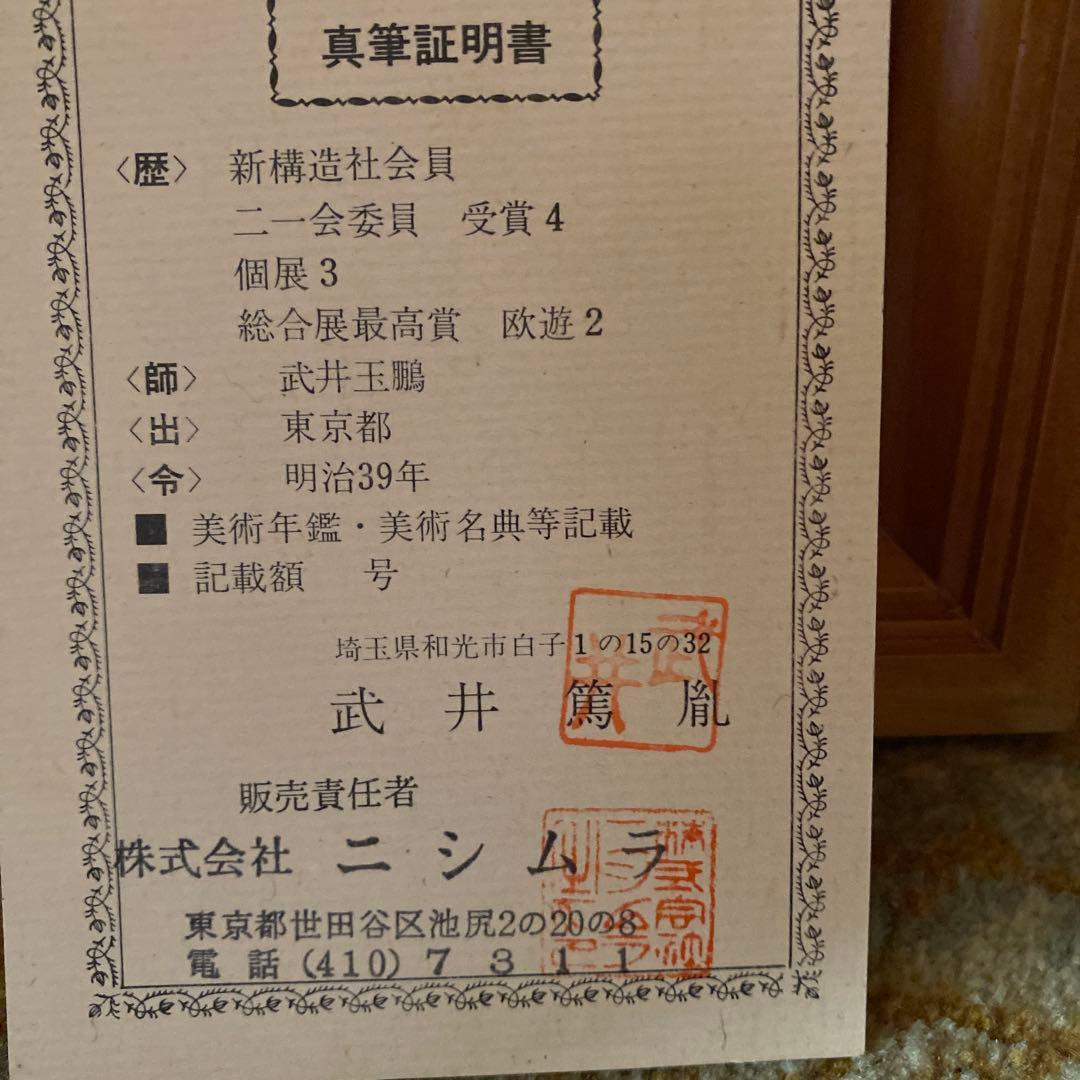 真筆証明書
〈歴〉 新構造社会員
二一会委員 受賞4
個展3
総合展最高賞 欧遊2
〈師〉 武井玉鵬
〈出〉 東京都
〈令〉 明治39年
■ 美術年鑑・美術名典等記載
■ 記載額 号
埼玉県和光市白子1の15の32
武井篤胤
武井
販売責任者
株式会社 ニシムラ
東京都世田谷区池尻2の20の8
電話(410)7311